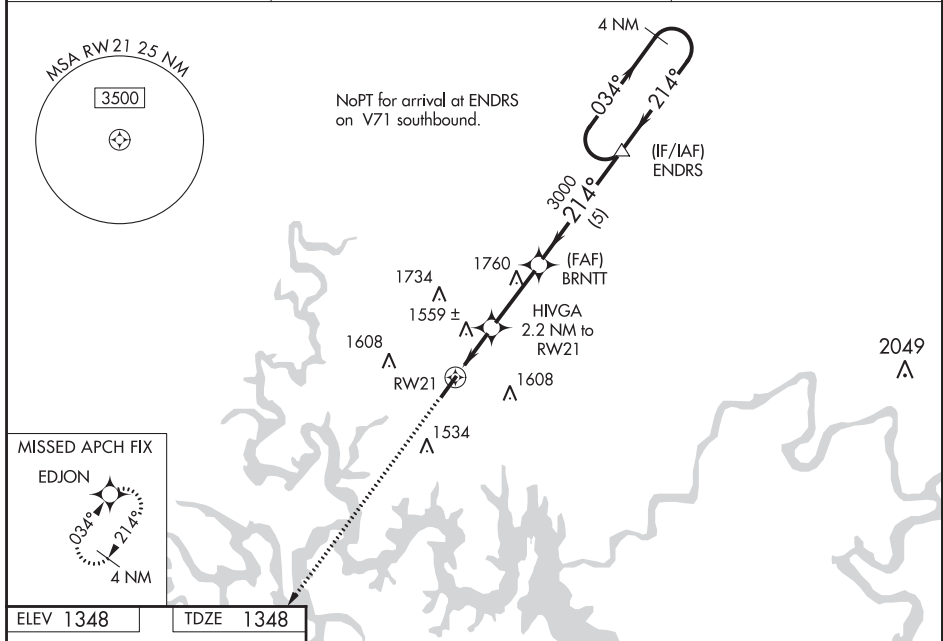 MSA RW21 25 NM
3500
NoPT for arrival at ENDRS
on V71 southbound.
4 NM
034°
214°
(IF/IAF)
ENDRS
3000
214°
(5)
(FAF)
BRNTT
1760
1734
1559 ±
HIVGA
2.2 NM to
RW21
1608
RW21
1608
2049
1534
MISSED APCH FIX
EDJON
034°
214°
4 NM
ELEV 1348
TDZE 1348